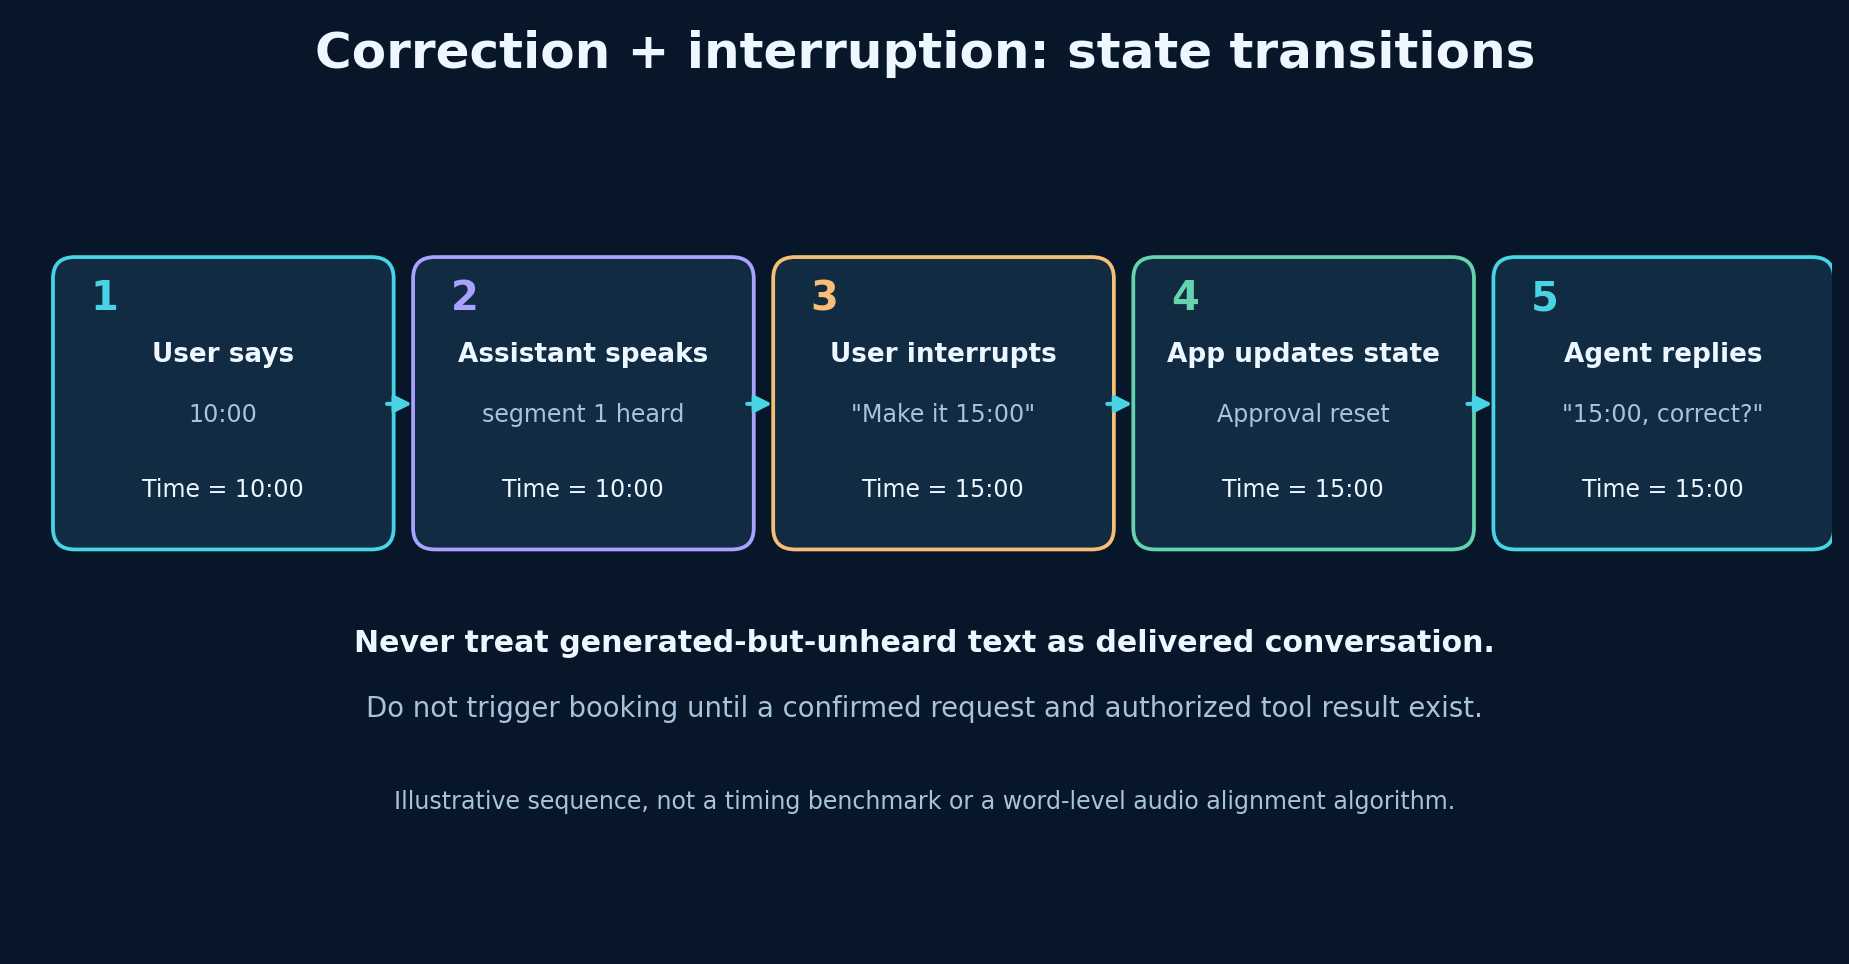 Correction + interruption: state transitions
1
User says
10:00
Time = 10:00
2
Assistant speaks
segment 1 heard
Time = 10:00
3
User interrupts
"Make it 15:00"
Time = 15:00
4
App updates state
Approval reset
Time = 15:00
5
Agent replies
"15:00, correct?"
Time = 15:00
Never treat generated-but-unheard text as delivered conversation.
Do not trigger booking until a confirmed request and authorized tool result exist.
Illustrative sequence, not a timing benchmark or a word-level audio alignment algorithm.